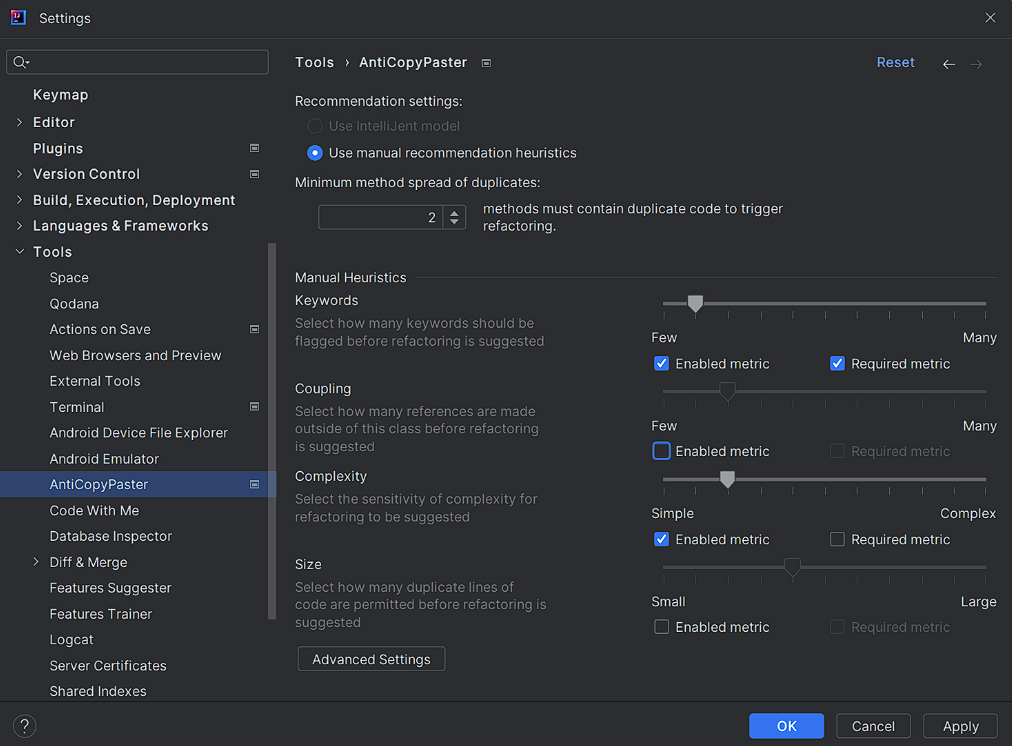 Settings
Keymap
Editor
Plugins
Version Control
Build, Execution, Deployment
Languages & Frameworks
Tools
Space
Qodana
Actions on Save
Web Browsers and Preview
External Tools
Terminal
Android Device File Explorer
Android Emulator
AntiCopyPaster
Code With Me
Database Inspector
Diff & Merge
Features Suggester
Features Trainer
Logcat
Server Certificates
Shared Indexes
Tools › AntiCopyPaster
Reset
Recommendation settings:
Use IntelliJent model
Use manual recommendation heuristics
Minimum method spread of duplicates:
2
methods must contain duplicate code to trigger
refactoring.
Manual Heuristics
Keywords
Select how many keywords should be
flagged before refactoring is suggested
Few Many
Enabled metric Required metric
Coupling
Select how many references are made
outside of this class before refactoring
is suggested
Few Many
Enabled metric Required metric
Complexity
Select the sensitivity of complexity for
refactoring to be suggested
Simple Complex
Enabled metric Required metric
Size
Select how many duplicate lines of
code are permitted before refactoring is
suggested
Small Large
Enabled metric Required metric
Advanced Settings
?
OK Cancel Apply